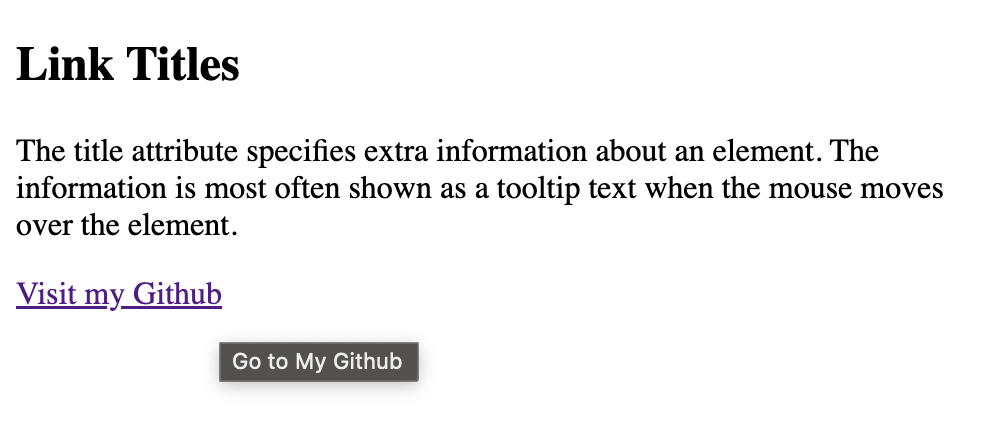 Link Titles
The title attribute specifies extra information about an element. The
information is most often shown as a tooltip text when the mouse moves
over the element.
Visit my Github
Go to My Github